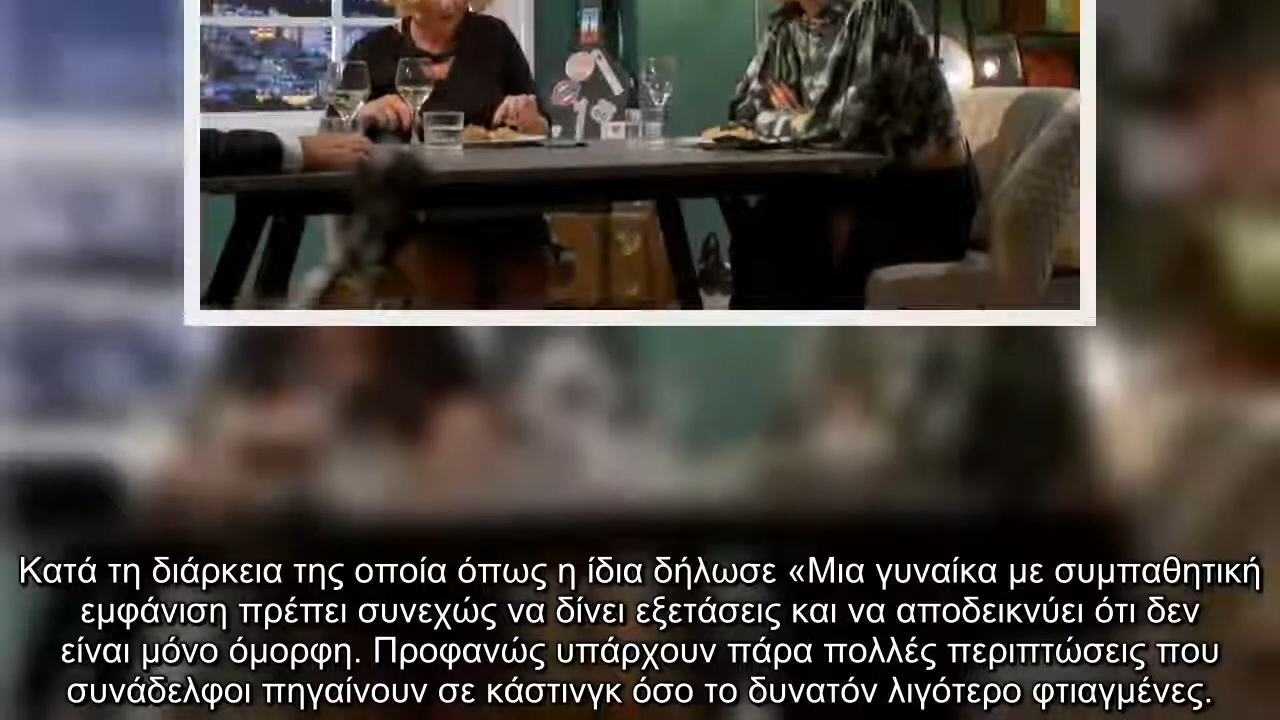 Κατά τη διάρκεια της οποία όπως η ίδια δήλωσε «Μια γυναίκα με συμπαθητική
εμφάνιση πρέπει συνεχώς να δίνει εξετάσεις και να αποδεικνύει ότι δεν
είναι μόνο όμορφη. Προφανώς υπάρχουν πάρα πολλές περιπτώσεις που
συνάδελφοι πηγαίνουν σε κάστινγκ όσο το δυνατόν λιγότερο φτιαγμένες.